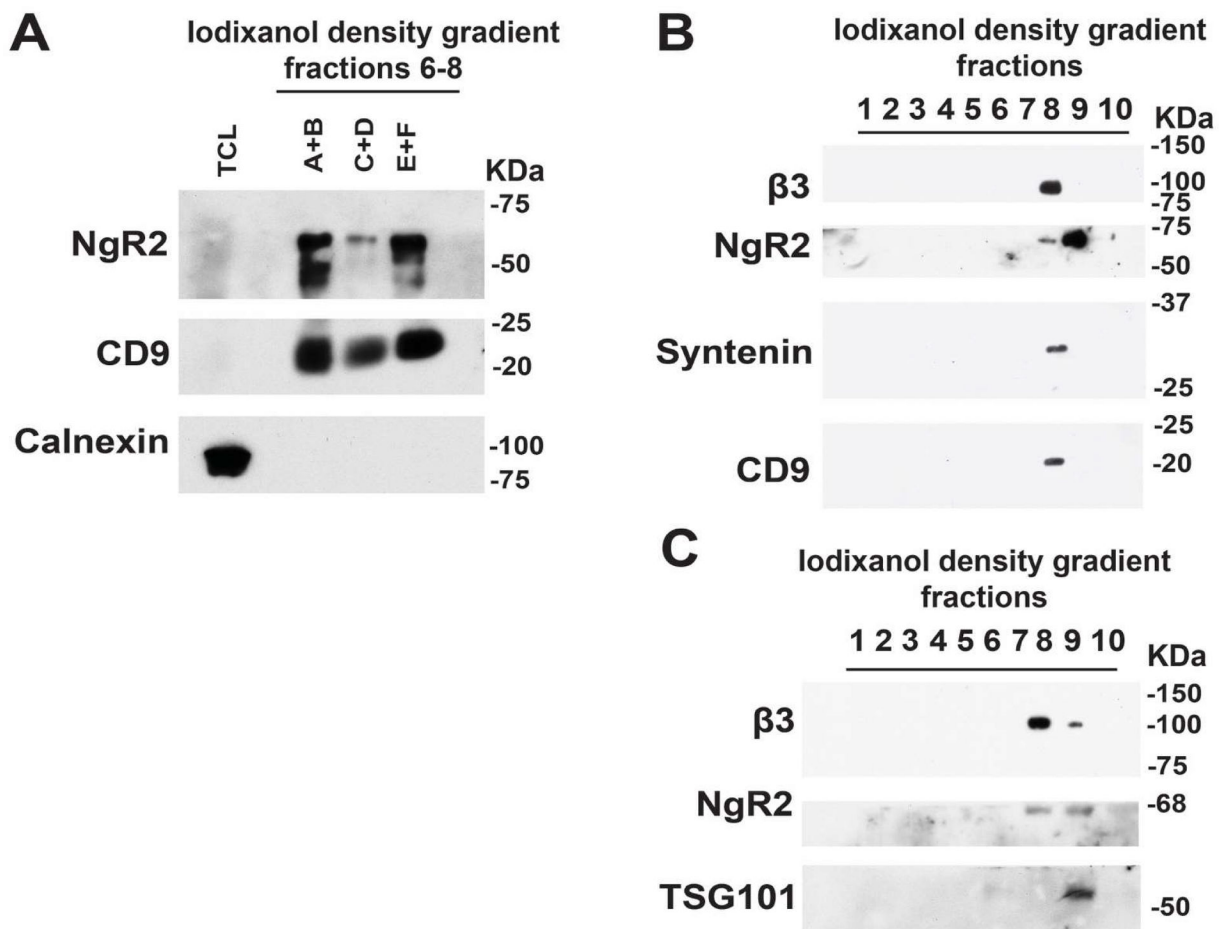 A
Iodixanol density gradient
fractions 6-8
TCL
A+B
C+D
E+F
KDa
-75
NgR2
-50
-25
CD9
-20
Calnexin
-100
-75
B
Iodixanol density gradient
fractions
1 2 3 4 5 6 7 8 9 10
KDa
-150
β3
-100
-75
-75
NgR2
-50
-37
Syntenin
-25
-25
CD9
-20
C
Iodixanol density gradient
fractions
1 2 3 4 5 6 7 8 9 10
KDa
-150
β3
-100
-75
NgR2
-68
TSG101
-50